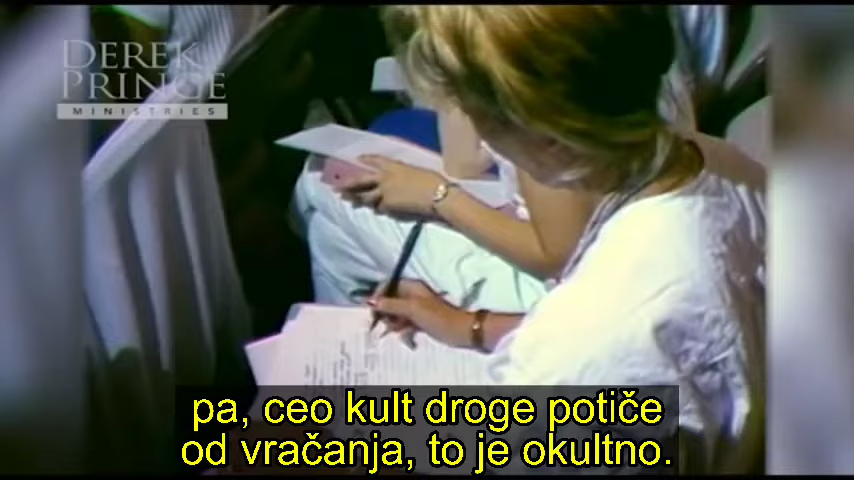 DEREK
PRINCE
MINISTRIES
pa, ceo kult droge potiče
od vračanja, to je okultno.